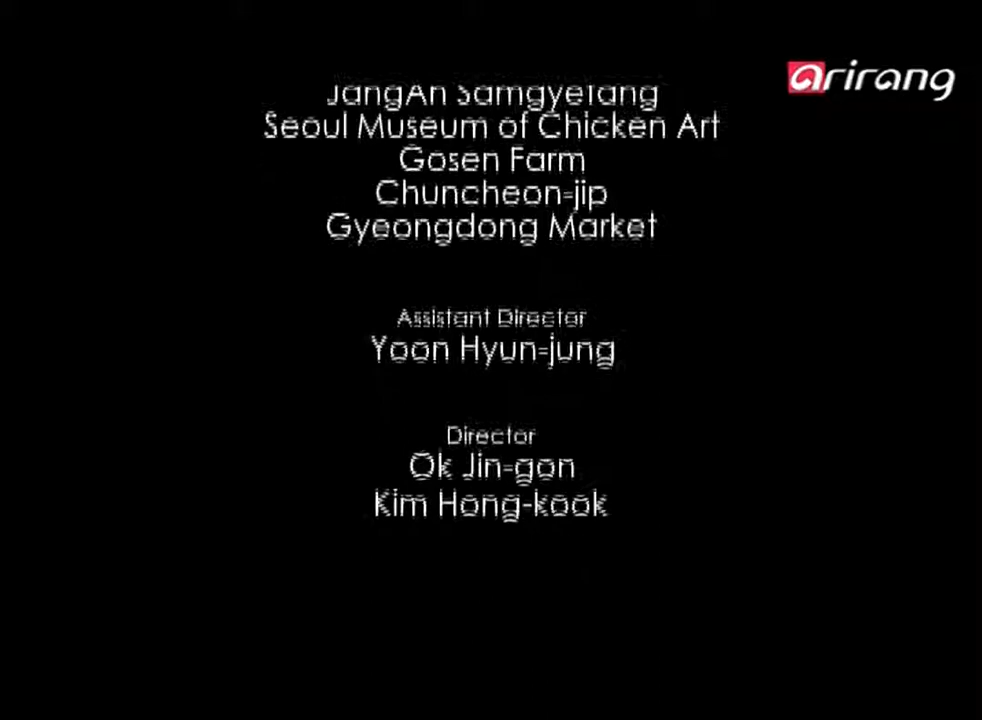 arirang
JangAn Samgyetang
Seoul Museum of Chicken Art
Gosen Farm
Chuncheon-jip
Gyeongdong Market
Assistant Director
Yoon Hyun-jung
Director
Ok Jin-gon
Kim Hong-kook